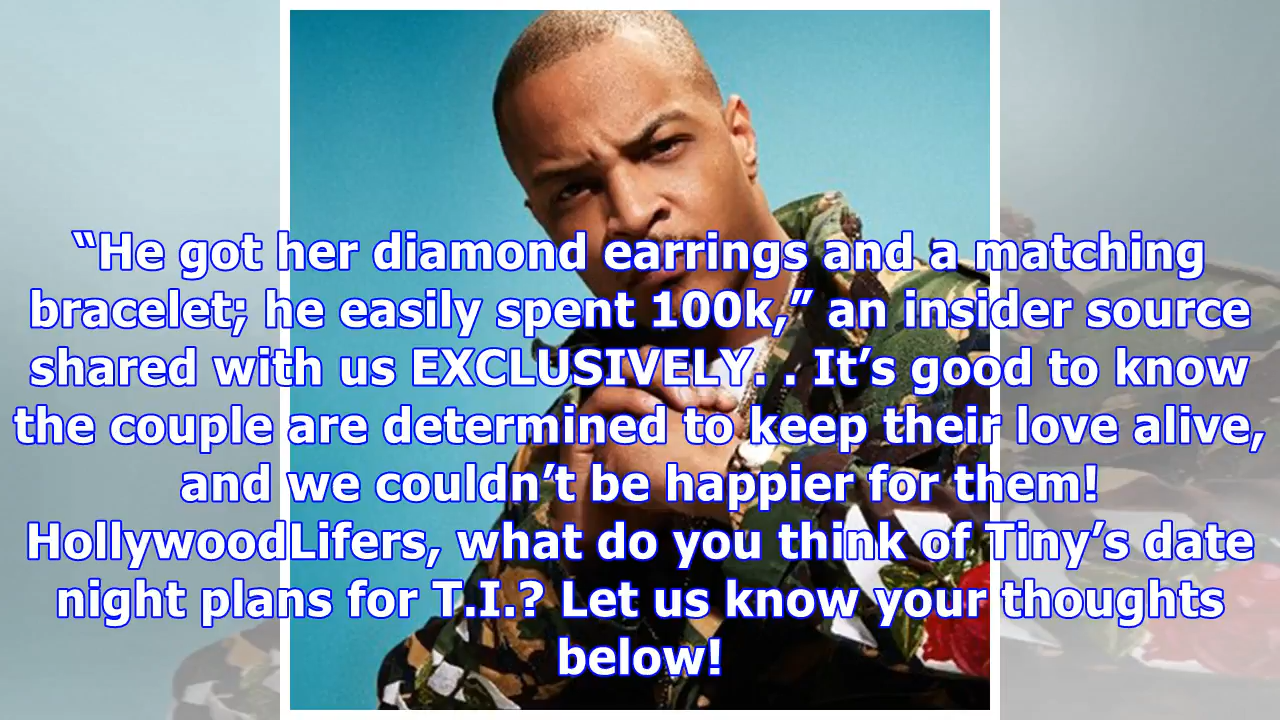 “He got her diamond earrings and a matching
bracelet; he easily spent 100k,” an insider source
shared with us EXCLUSIVELY. . It’s good to know
the couple are determined to keep their love alive,
and we couldn’t be happier for them!
HollywoodLifers, what do you think of Tiny’s date
night plans for T.I.? Let us know your thoughts
below!